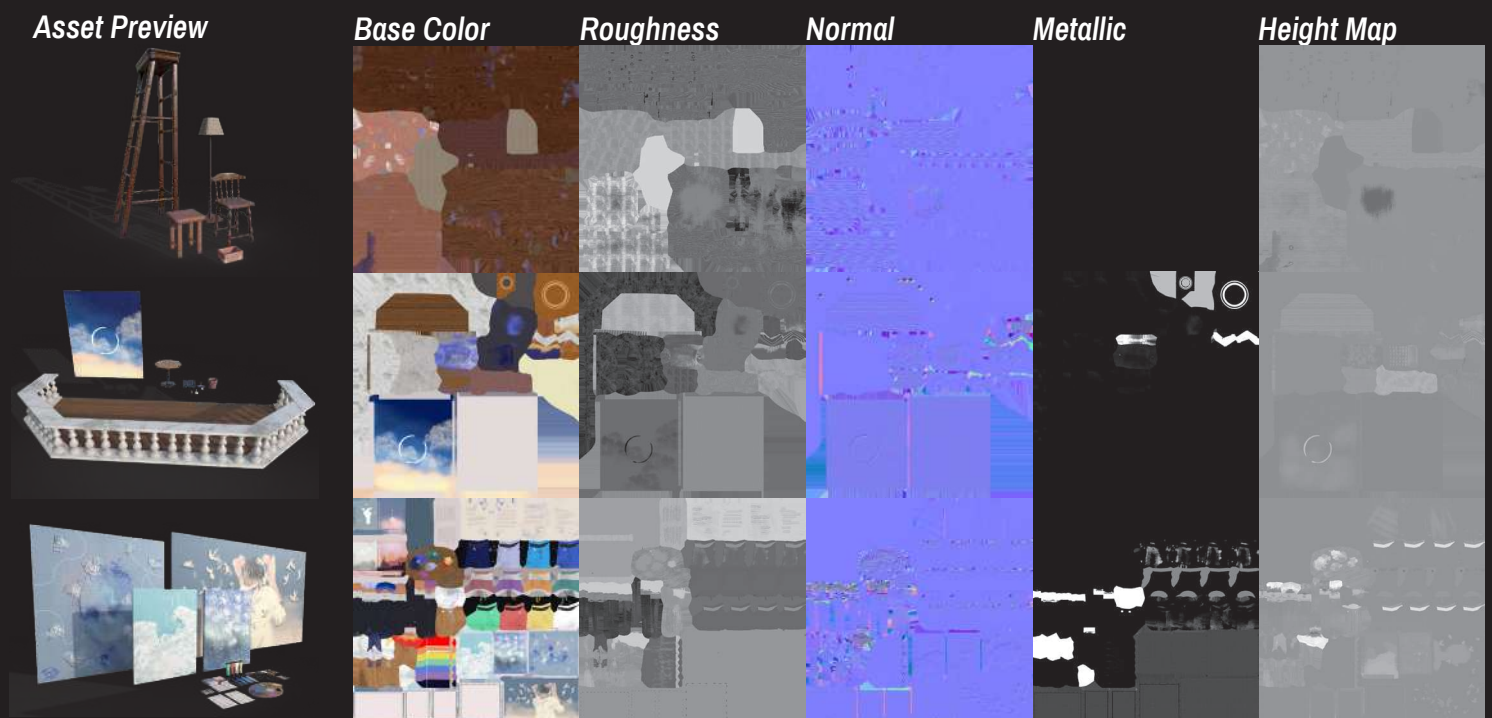 Asset Preview
Base Color
Roughness
Normal
Metallic
Height Map